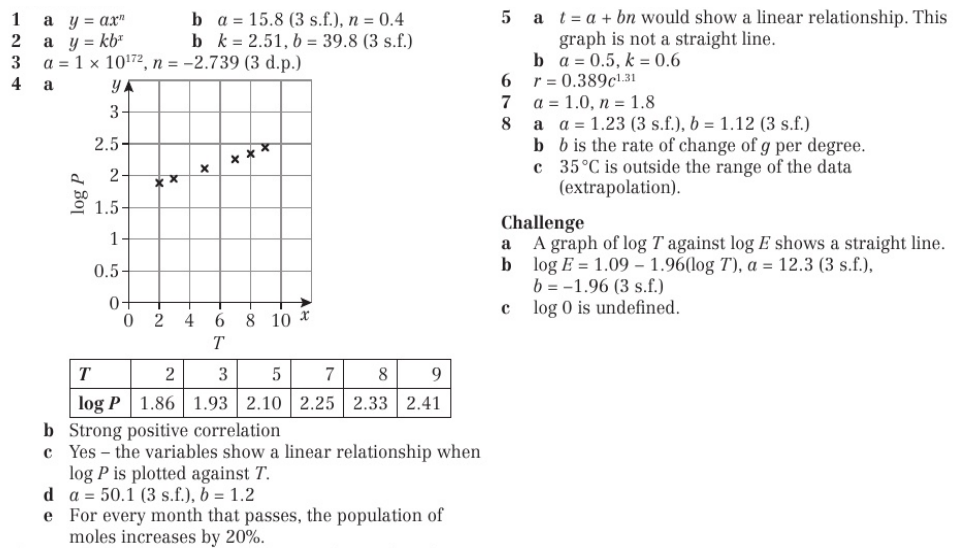 1 a y = axⁿ b a = 15.8 (3 s.f.), n = 0.4
2 a y = kbˣ b k = 2.51, b = 39.8 (3 s.f.)
3 a = 1 × 10¹⁷², n = −2.739 (3 d.p.)
4 a
y
3
2.5
2
1.5
1
0.5
0
log P
0 2 4 6 8 10 x
T
T 2 3 5 7 8 9
log P 1.86 1.93 2.10 2.25 2.33 2.41
b Strong positive correlation
c Yes – the variables show a linear relationship when
log P is plotted against T.
d a = 50.1 (3 s.f.), b = 1.2
e For every month that passes, the population of
moles increases by 20%.
5 a t = a + bn would show a linear relationship. This
graph is not a straight line.
b a = 0.5, k = 0.6
6 r = 0.389c¹·³¹
7 a = 1.0, n = 1.8
8 a a = 1.23 (3 s.f.), b = 1.12 (3 s.f.)
b b is the rate of change of g per degree.
c 35 °C is outside the range of the data
(extrapolation).
Challenge
a A graph of log T against log E shows a straight line.
b log E = 1.09 − 1.96(log T), a = 12.3 (3 s.f.),
b = −1.96 (3 s.f.)
c log 0 is undefined.